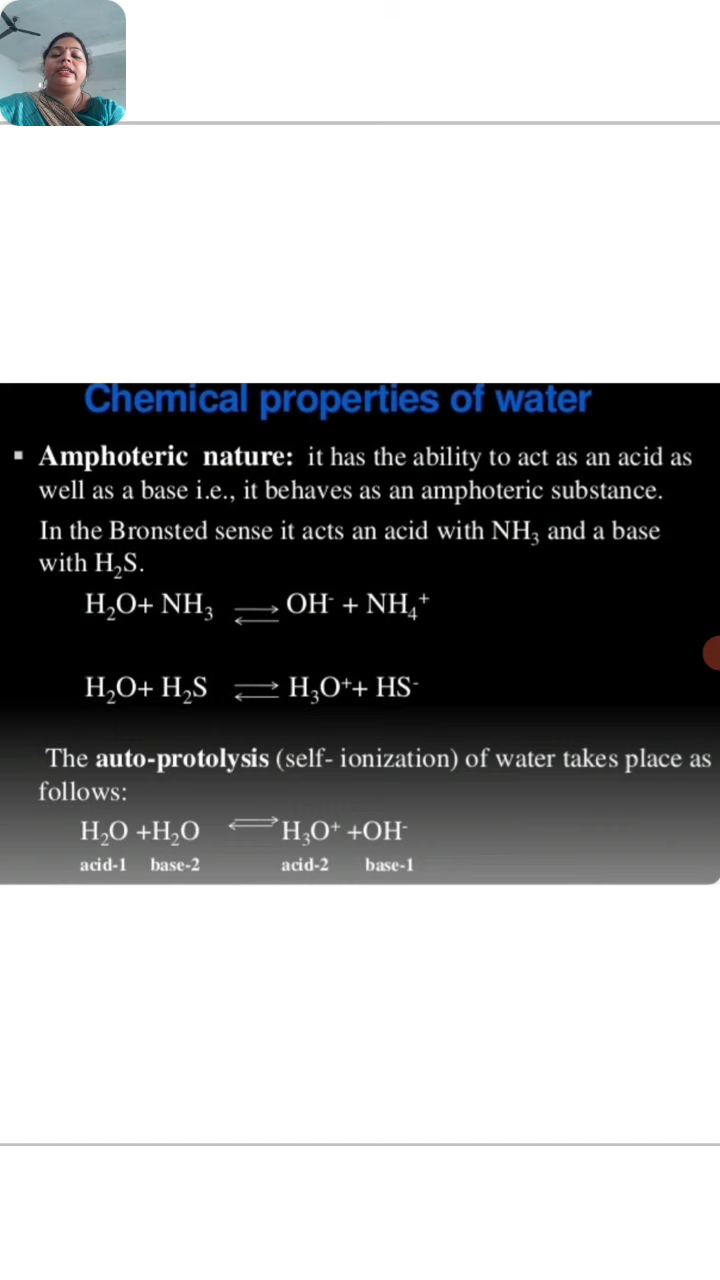 Chemical properties of water
▪ Amphoteric nature: it has the ability to act as an acid as
well as a base i.e., it behaves as an amphoteric substance.
In the Bronsted sense it acts an acid with NH₃ and a base
with H₂S.
H₂O+ NH₃ ⇌ OH⁻ + NH₄⁺
H₂O+ H₂S ⇌ H₃O⁺+ HS⁻
The auto-protolysis (self- ionization) of water takes place as
follows:
H₂O +H₂O ⇌ H₃O⁺ +OH⁻
acid-1 base-2 acid-2 base-1